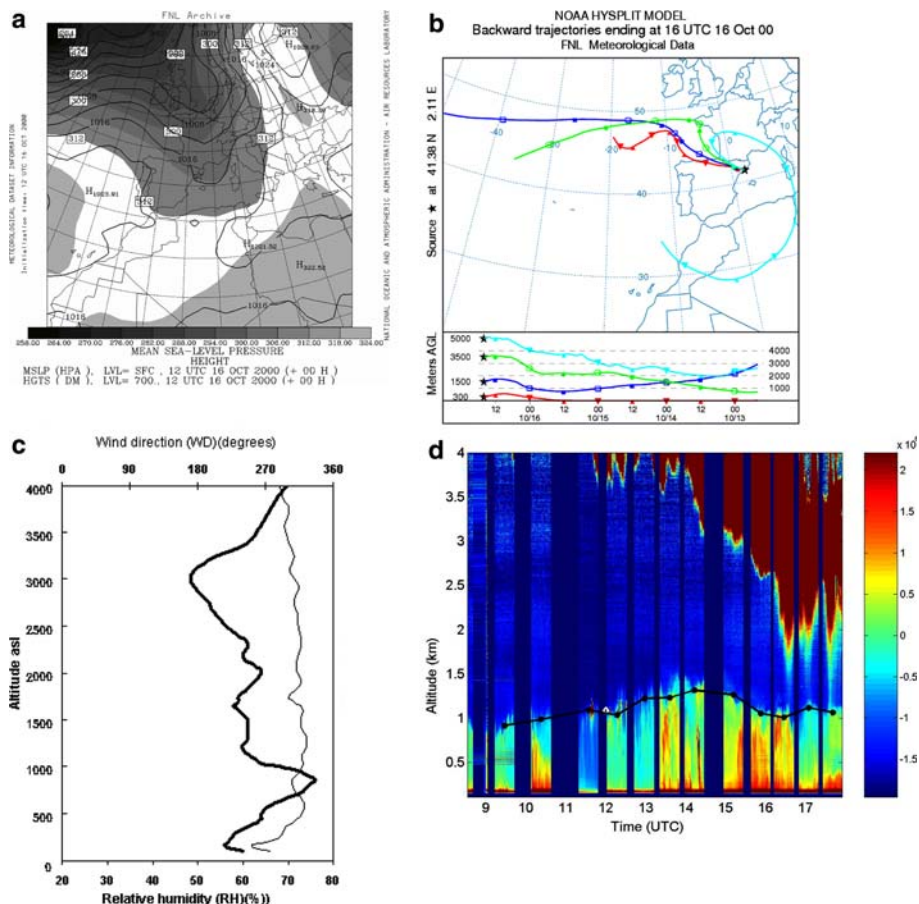 a
FNL Archive
METEOROLOGICAL DATASET INFORMATION
Initialization time: 12 UTC 16 OCT 2000
NATIONAL OCEANIC AND ATMOSPHERIC ADMINISTRATION - AIR RESOURCES LABORATORY
300
312
1016
1024
312
1016
312
1016
1016
1016
258.00 264.00 270.00 276.00 282.00 288.00 294.00 300.00 306.00 312.00 318.00 324.00
MEAN SEA-LEVEL PRESSURE
HEIGHT
MSLP (HPA), LVL= SFC , 12 UTC 16 OCT 2000 (+ 00 H )
HGTS ( DM ), LVL= 700 , 12 UTC 16 OCT 2000 (+ 00 H )
b
NOAA HYSPLIT MODEL
Backward trajectories ending at 16 UTC 16 Oct 00
FNL Meteorological Data
Source ★ at 41.38 N 2.11 E
-40
-30
-20
-10
50
40
30
Meters AGL
5000
3500
1500
300
4000
3000
2000
1000
12 00 12 00 12 00 12 00
10/16 10/15 10/14 10/13
c
Wind direction (WD)(degrees)
0 90 180 270 360
4000
3500
3000
2500
2000
1500
1000
500
0
Altitude asl
20 30 40 50 60 70 80
Relative humidity (RH)(%))
d
4
3.5
3
2.5
2
1.5
1
0.5
Altitude (km)
9 10 11 12 13 14 15 16 17
Time (UTC)
2
1.5
1
0.5
0
-0.5
-1
-1.5